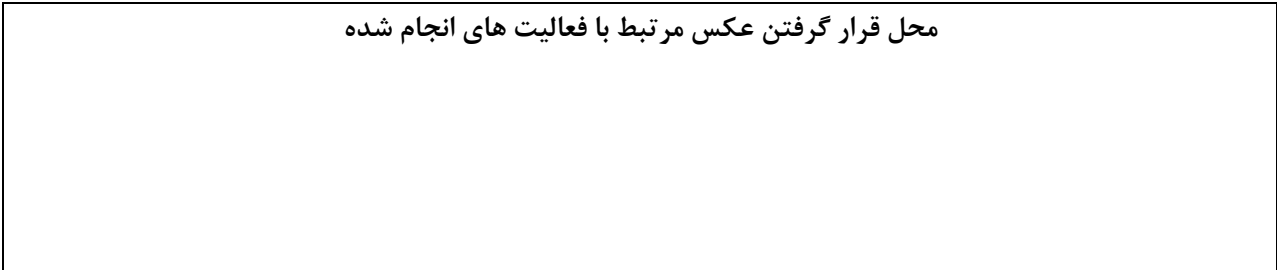 محل قرار گرفتن عکس مرتبط با فعالیت های انجام شده